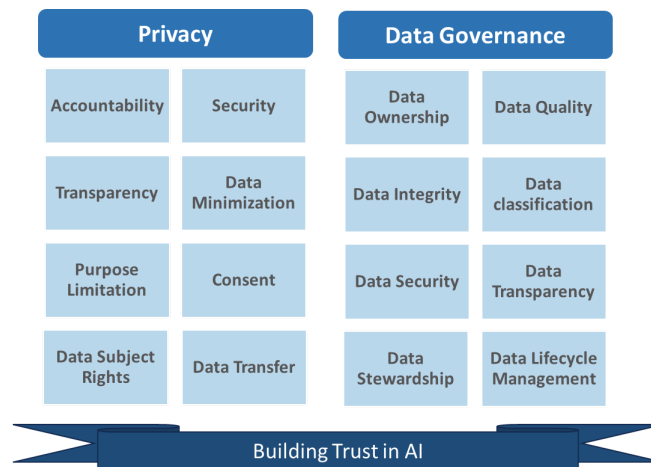 Privacy
Data Governance
Accountability
Security
Data
Ownership
Data Quality
Transparency
Data
Minimization
Data Integrity
Data
classification
Purpose
Limitation
Consent
Data Security
Data
Transparency
Data Subject
Rights
Data Transfer
Data
Stewardship
Data Lifecycle
Management
Building Trust in AI